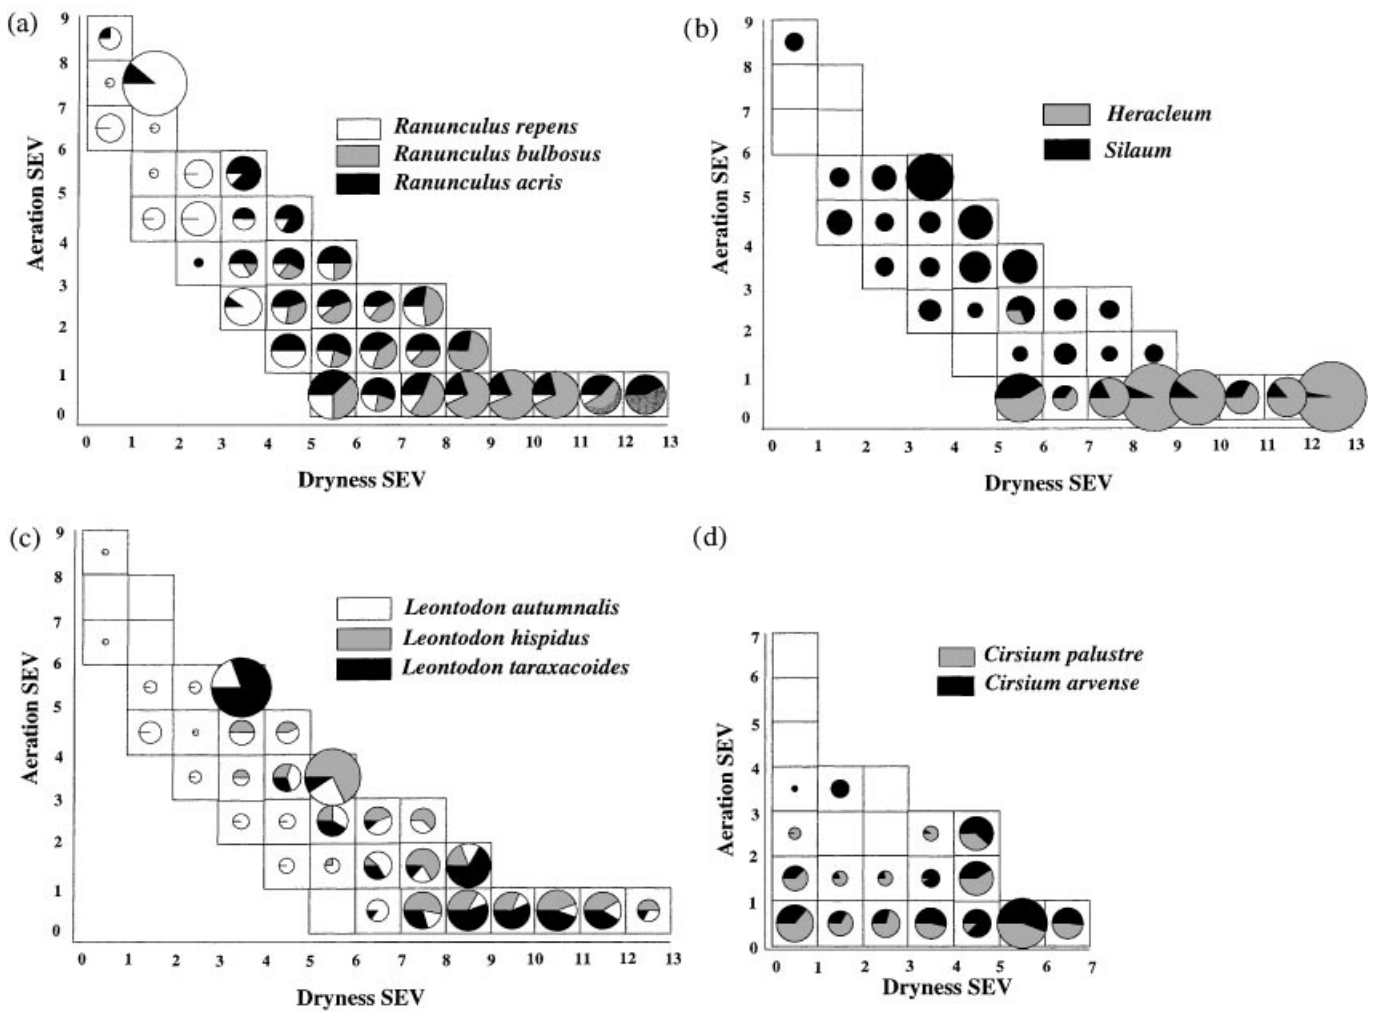 (a)
9
8
7
6
5
4
3
2
1
0
Aeration SEV
Ranunculus repens
Ranunculus bulbosus
Ranunculus acris
0 1 2 3 4 5 6 7 8 9 10 11 12 13
Dryness SEV
(b)
9
8
7
6
5
4
3
2
1
0
Aeration SEV
Heracleum
Silaum
0 1 2 3 4 5 6 7 8 9 10 11 12 13
Dryness SEV
(c)
9
8
7
6
5
4
3
2
1
0
Aeration SEV
Leontodon autumnalis
Leontodon hispidus
Leontodon taraxacoides
0 1 2 3 4 5 6 7 8 9 10 11 12 13
Dryness SEV
(d)
7
6
5
4
3
2
1
0
Aeration SEV
Cirsium palustre
Cirsium arvense
0 1 2 3 4 5 6 7
Dryness SEV